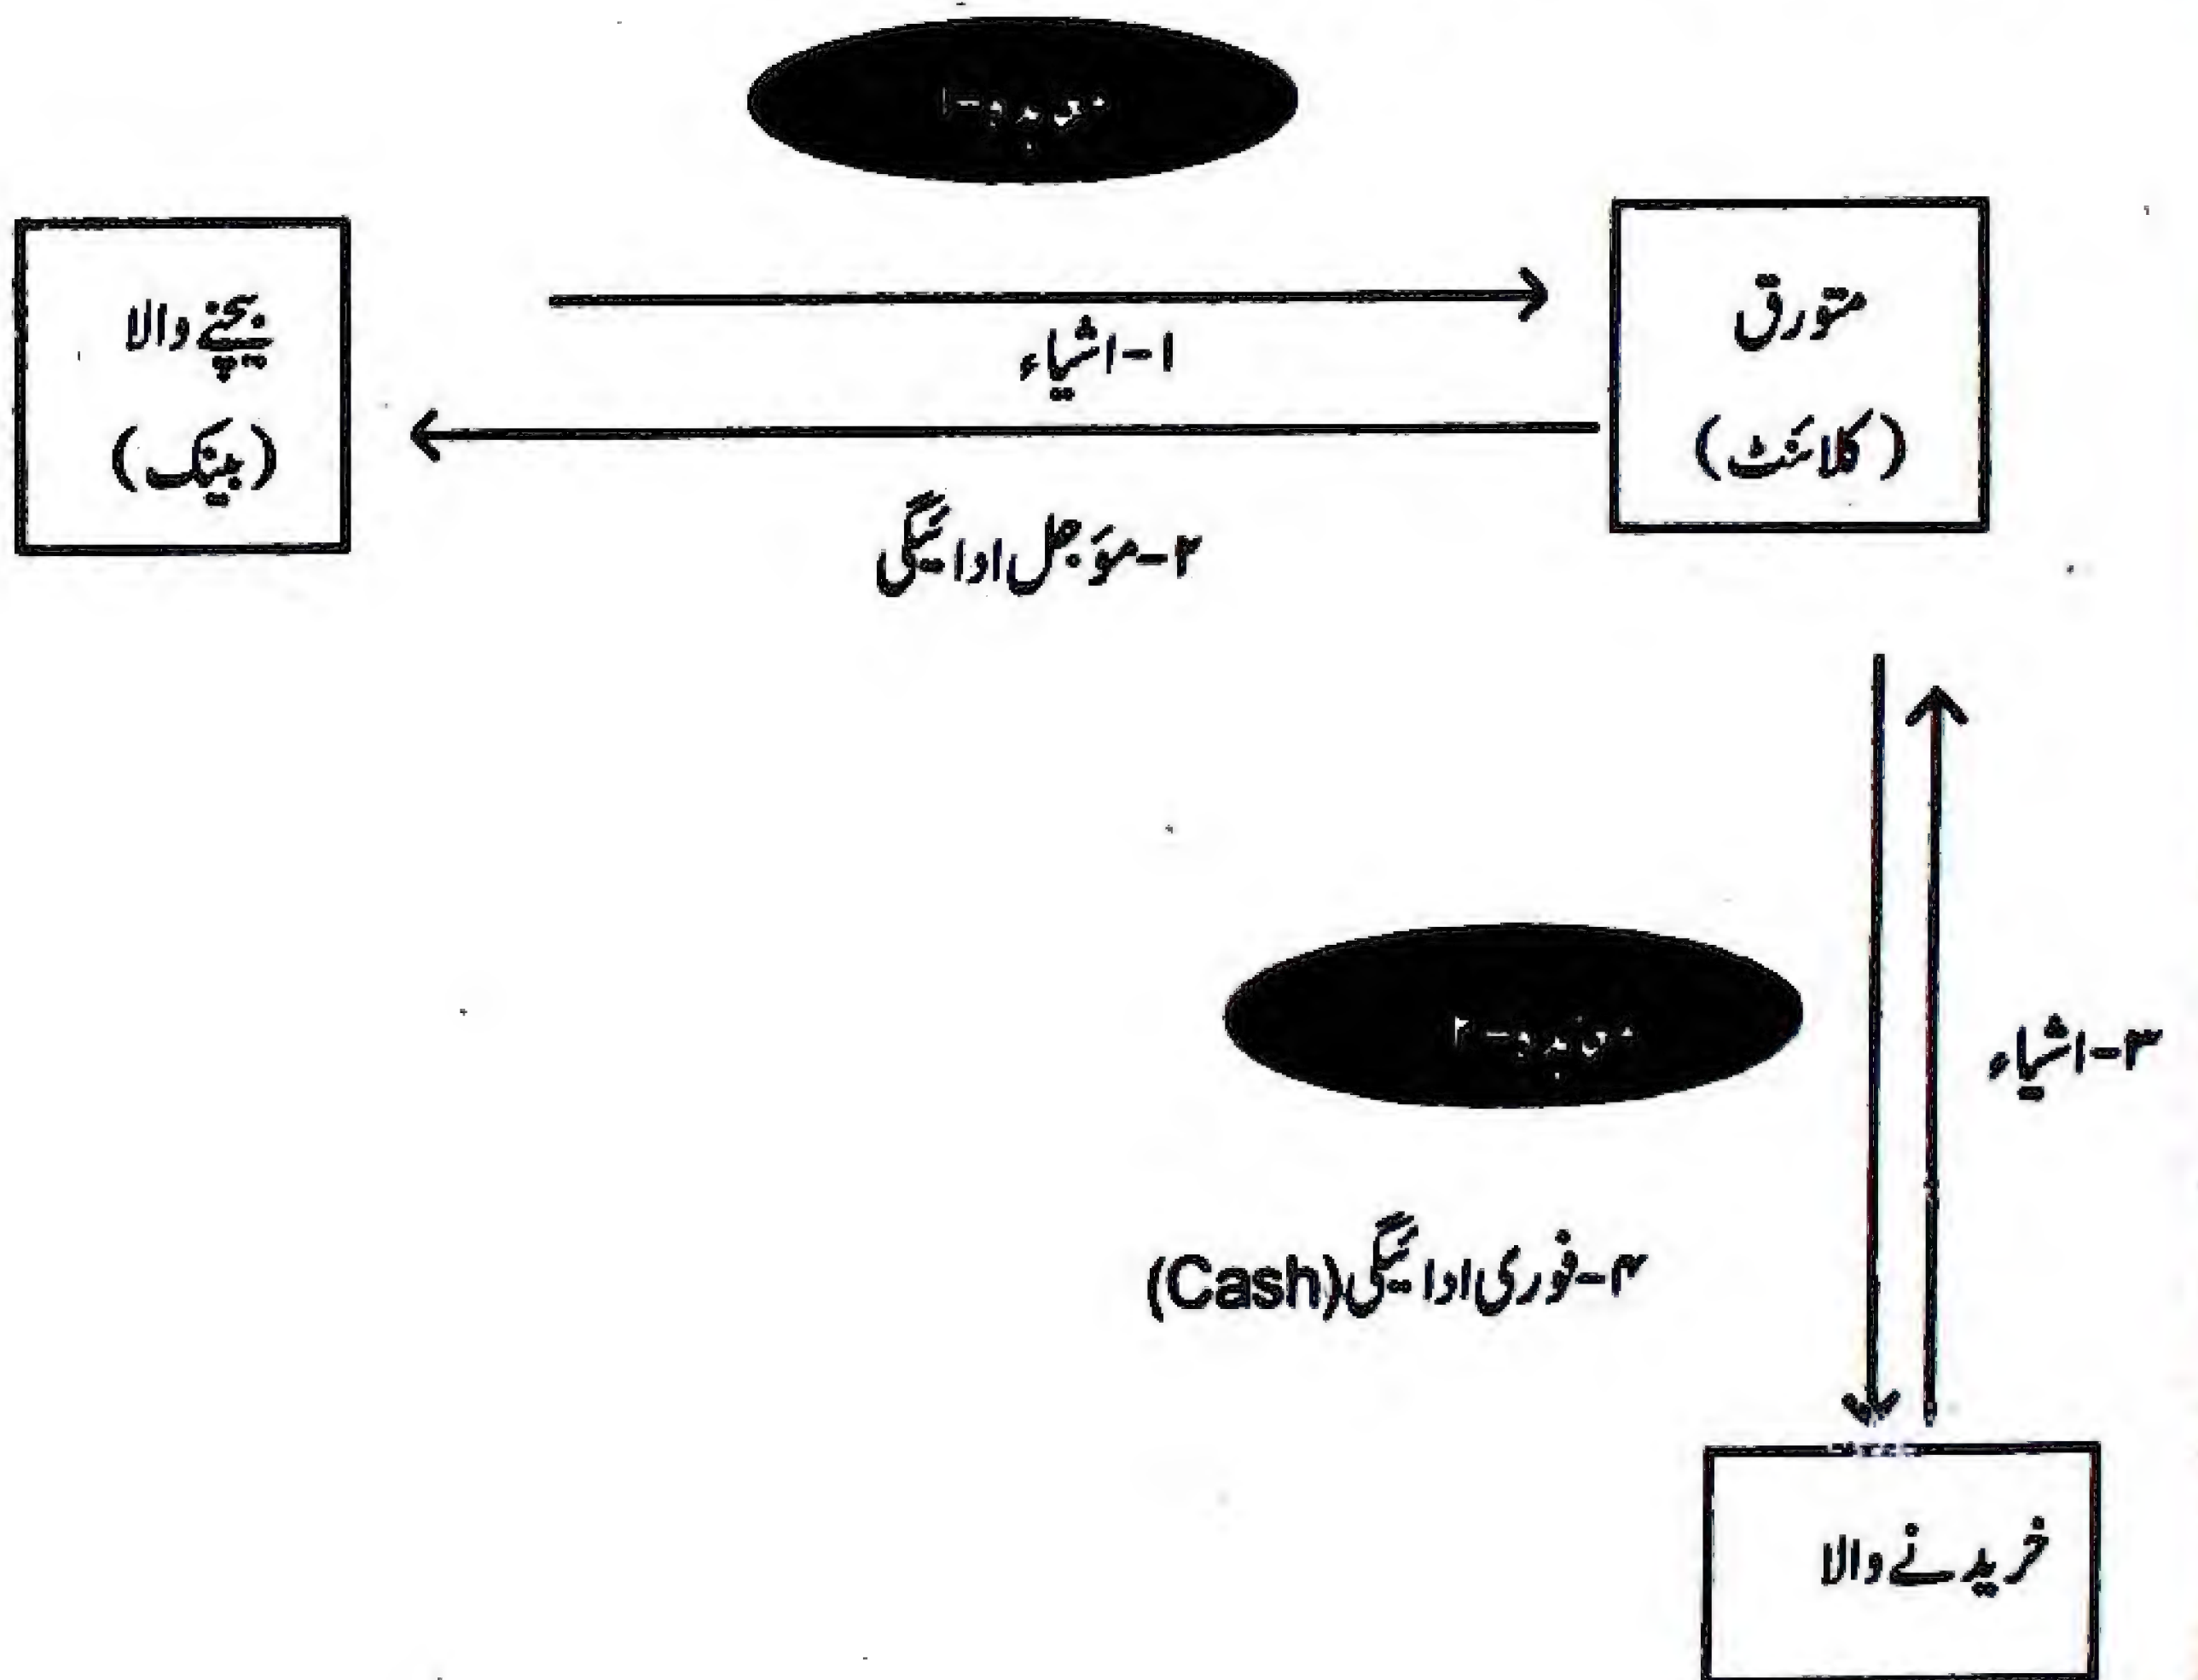 متورق
(کلائنٹ)
بیچنے والا
(بینک)
۱-اشیاء
۲-مؤجل ادائیگی
۳-اشیاء
۴-فوری ادائیگی(Cash)
خریدنے والا